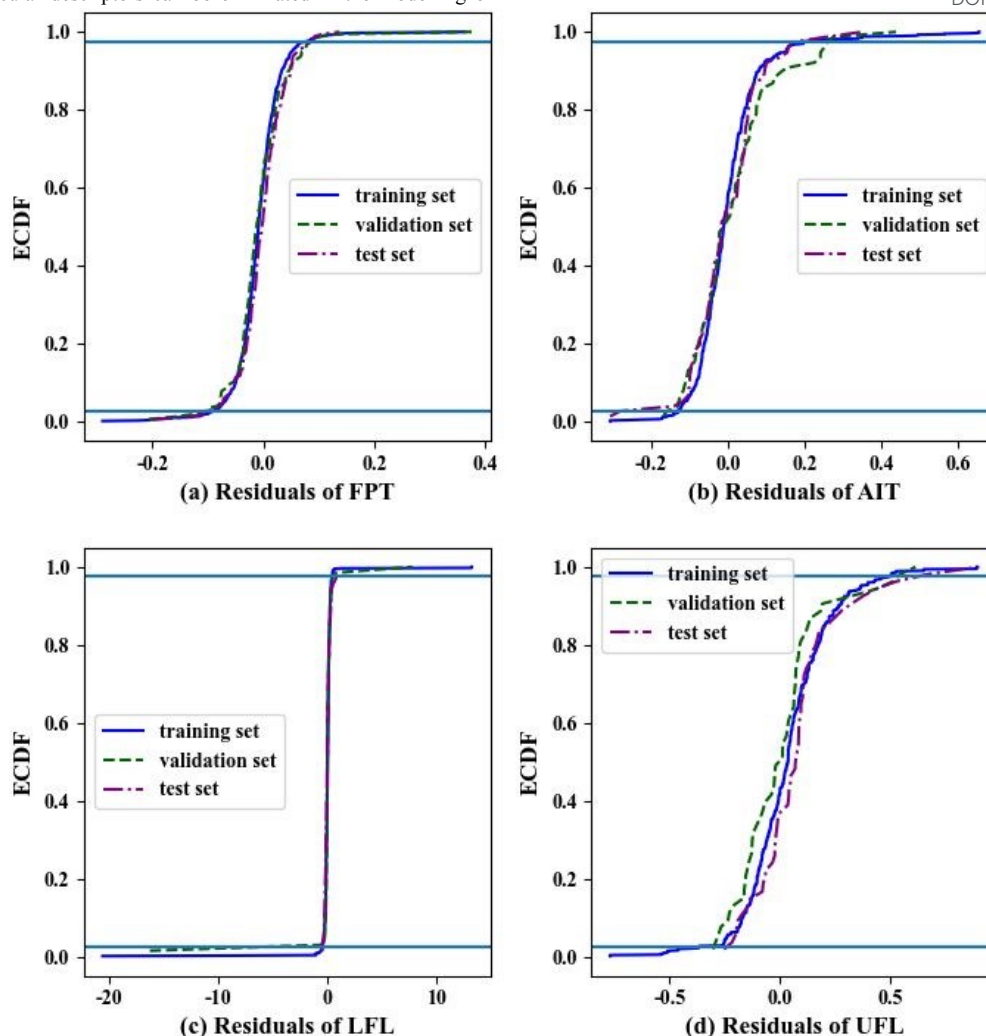 1.0
0.8
0.6
0.4
0.2
0.0
ECDF
training set
validation set
test set
-0.2
0.0
0.2
0.4
(a) Residuals of FPT
1.0
0.8
0.6
0.4
0.2
0.0
ECDF
training set
validation set
test set
-0.2
0.0
0.2
0.4
0.6
(b) Residuals of AIT
1.0
0.8
0.6
0.4
0.2
0.0
ECDF
training set
validation set
test set
-20
-10
0
10
(c) Residuals of LFL
1.0
0.8
0.6
0.4
0.2
0.0
ECDF
training set
validation set
test set
-0.5
0.0
0.5
(d) Residuals of UFL